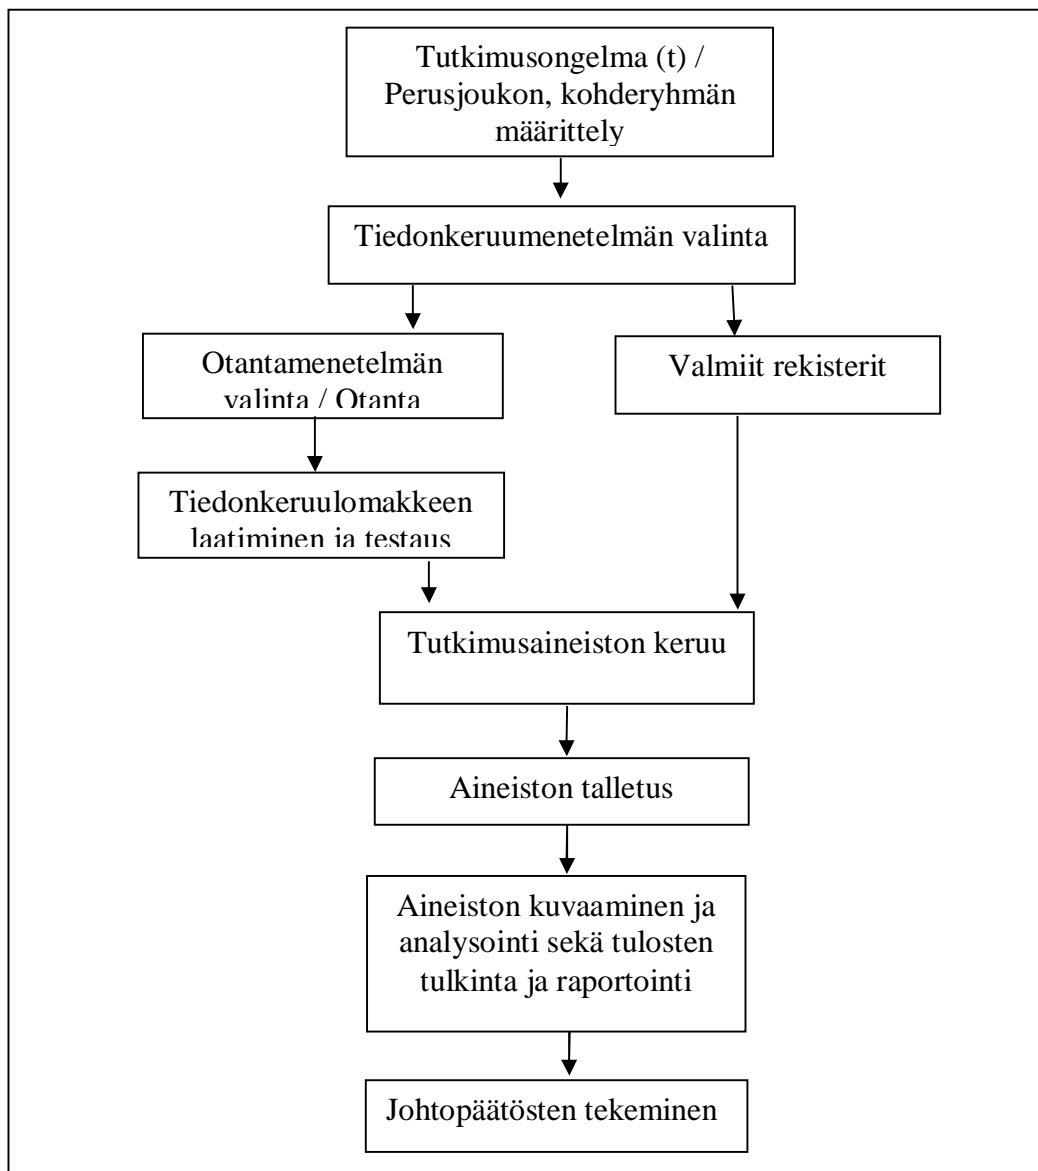 Tutkimusongelma (t) /
Perusjoukon, kohderyhmän
määrittely
Tiedonkeruumenetelmän valinta
Otantamenetelmän
valinta / Otanta
Valmiit rekisterit
Tiedonkeruulomakkeen
laatiminen ja testaus
Tutkimusaineiston keruu
Aineiston talletus
Aineiston kuvaaminen ja
analysointi sekä tulosten
tulkinta ja raportointi
Johtopäätösten tekeminen